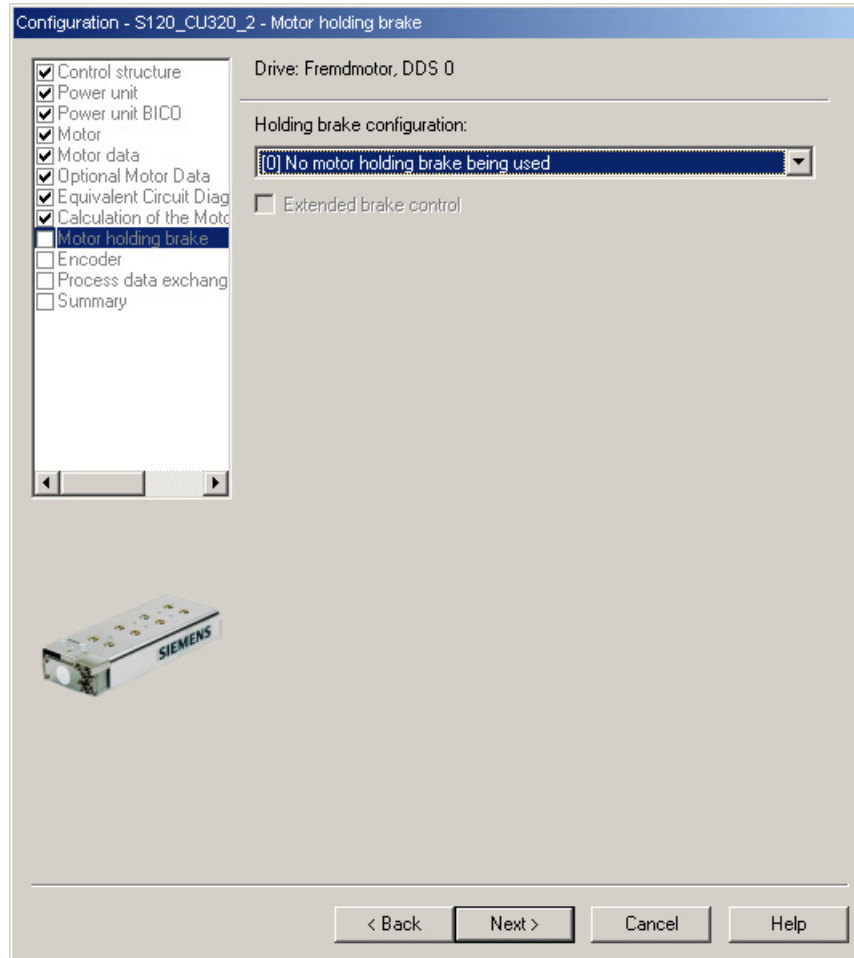 Configuration - S120_CU320_2 - Motor holding brake
Control structure
Power unit
Power unit BICO
Motor
Motor data
Optional Motor Data
Equivalent Circuit Diag
Calculation of the Moto
Motor holding brake
Encoder
Process data exchang
Summary
Drive: Fremdmotor, DDS 0
Holding brake configuration:
[0] No motor holding brake being used
Extended brake control
SIEMENS
< Back
Next >
Cancel
Help